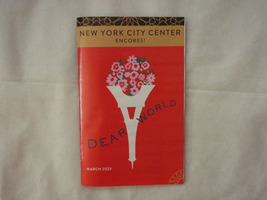 NEW YORK CITY CENTER
ENCORES!
DEAR WORLD
MARCH 2023